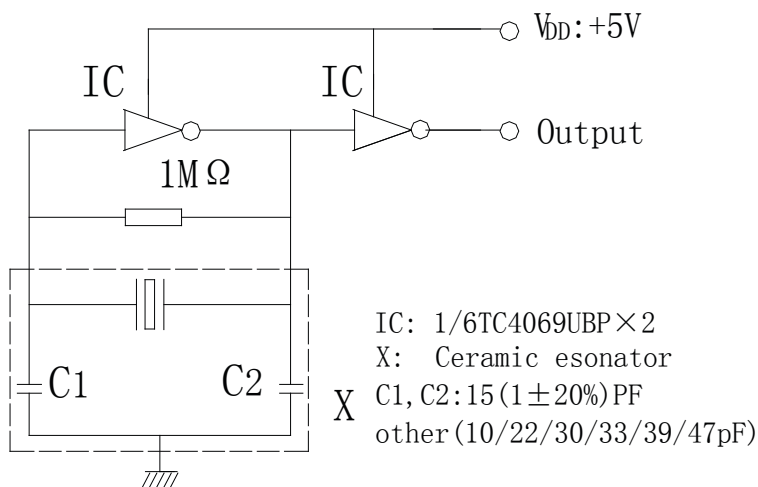 VDD:+5V
IC
IC
Output
1MΩ
C1
C2
X
IC: 1/6TC4069UBP×2
X: Ceramic esonator
C1,C2:15(1±20%)PF
other(10/22/30/33/39/47pF)